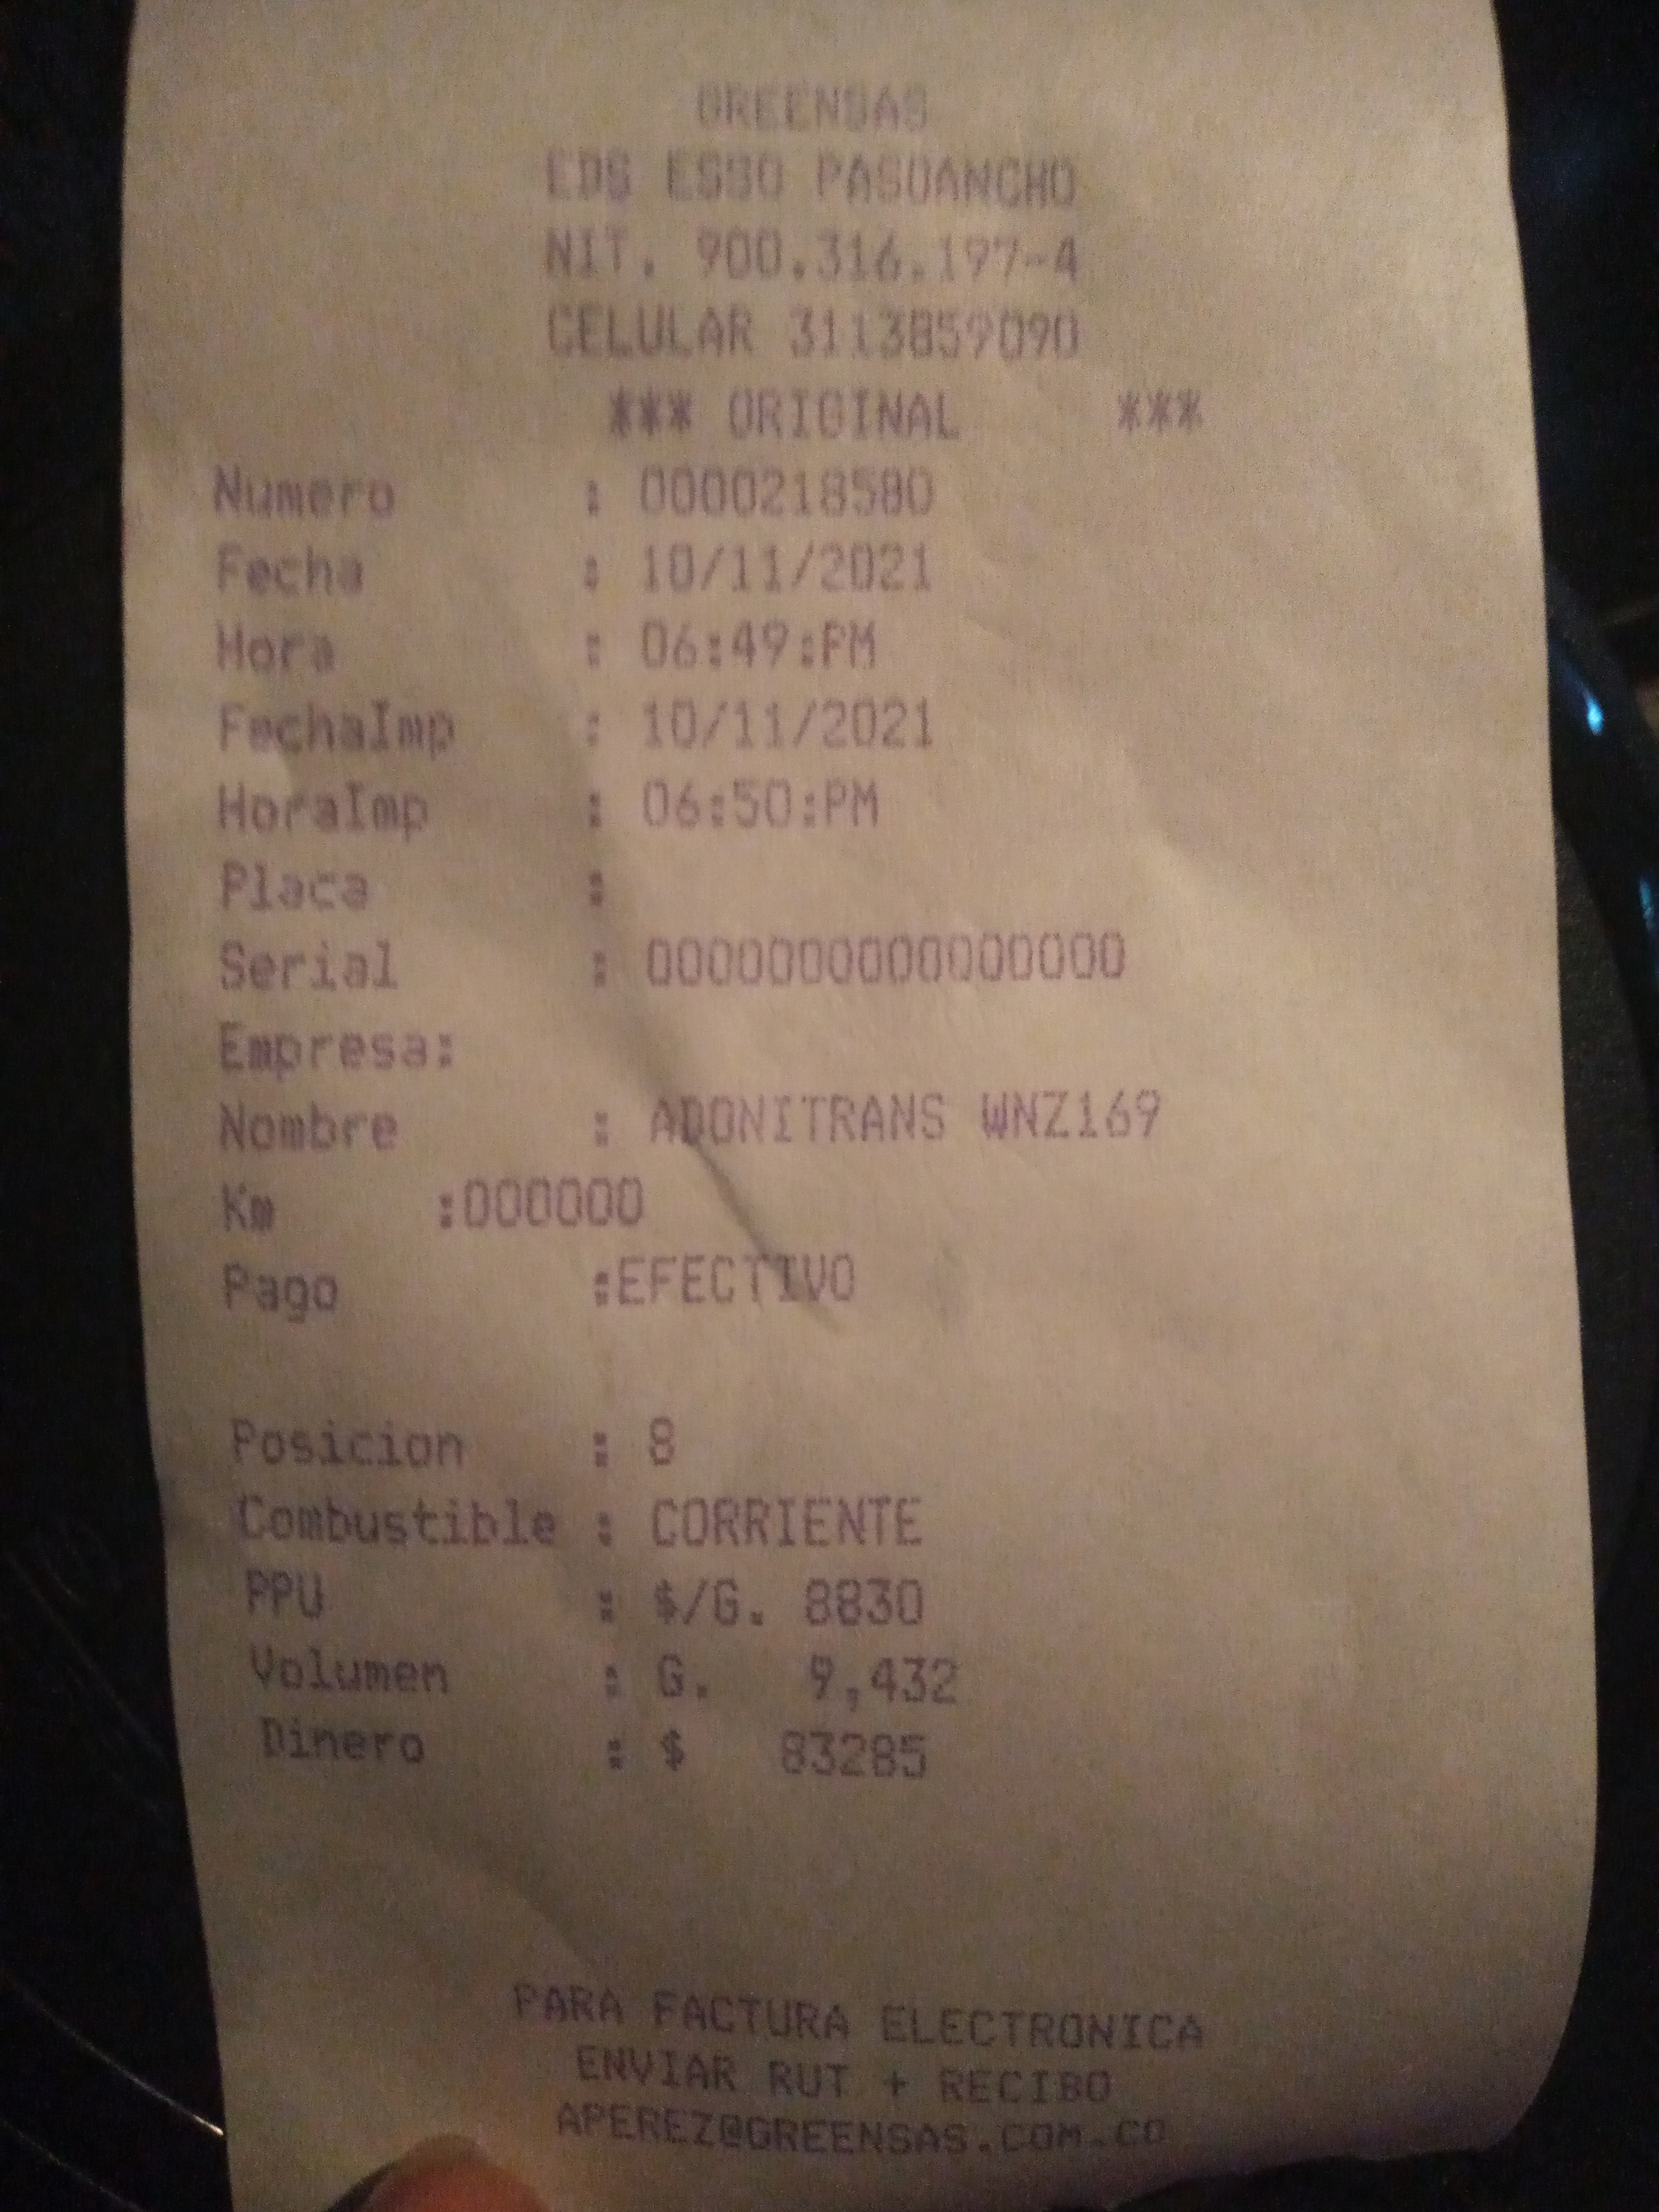 GREENSAS
EDS ESSO PASOANCHO
NIT. 900.316.197-4
CELULAR 3113859090
*** ORIGINAL ***
Numero : 0000218580
Fecha : 10/11/2021
Hora : 06:49:PM
FechaImp : 10/11/2021
HoraImp : 06:50:PM
Placa :
Serial : 0000000000000000
Empresa:
Nombre : ADONITRANS WNZ169
Km :000000
Pago :EFECTIVO
Posicion : 8
Combustible : CORRIENTE
PPU : $/G. 8830
Volumen : G. 9,432
Dinero : $ 83285
PARA FACTURA ELECTRONICA
ENVIAR RUT + RECIBO
APEREZ@GREENSAS.COM.CO